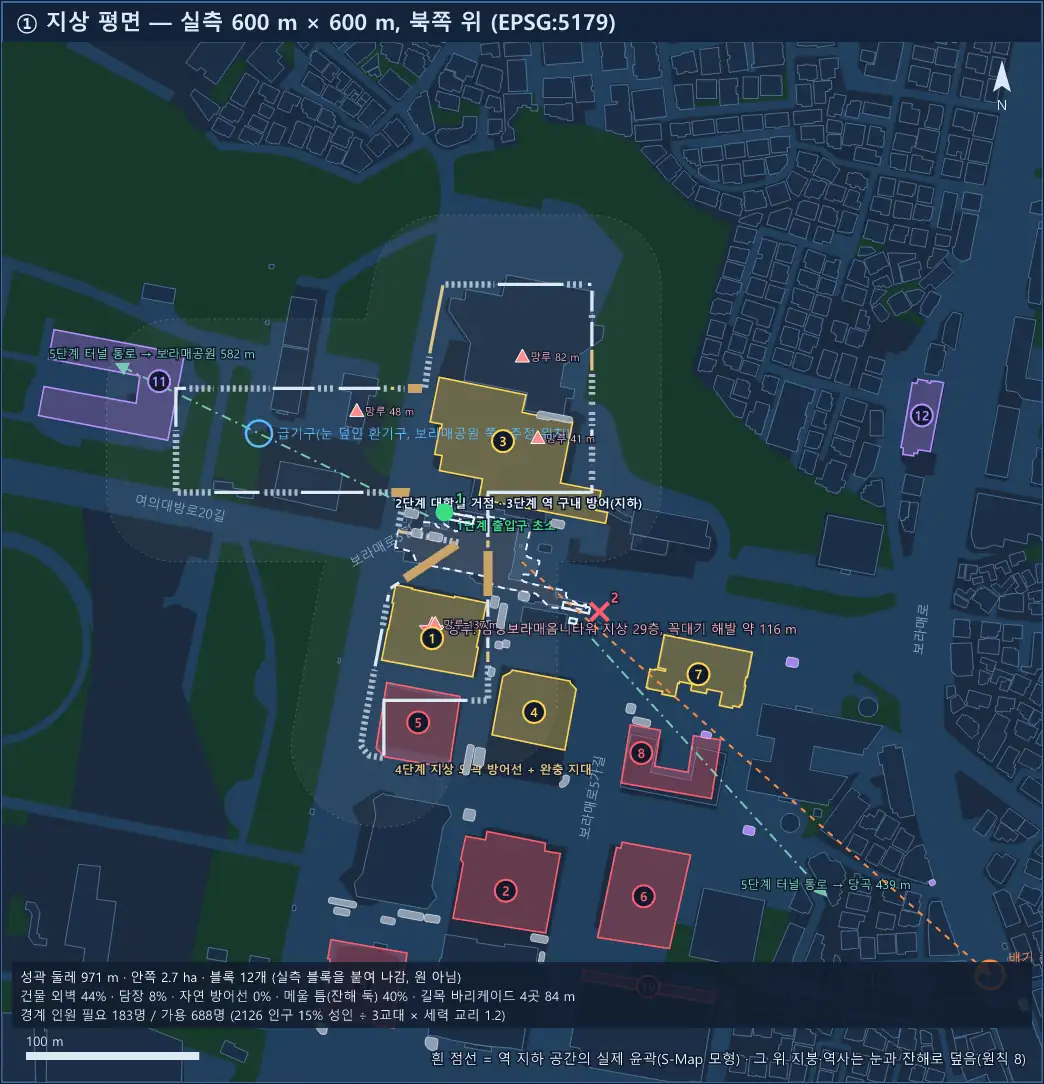 ① 지상 평면 — 실측 600 m × 600 m, 북쪽 위 (EPSG:5179)
N
5단계 터널 통로 → 보라매공원 582 m
11
망루 82 m
망루 48 m
12
급기구(눈 덮인 환기구, 보라매공원 쪽
3
망루 41 m
여의대방로20길
2단계 대합실 거점 · 3단계 역 구내 방어(지하)
1
1단계 출입구 초소
보라매로
2
망루 137 m
보라매옴니타워 지상 29층, 꼭대기 해발 약 116 m
1
보라매로
7
4
5
8
4단계 지상 외곽 방어선 + 완충 지대
보라매로5가길
5단계 터널 통로 → 당곡 439 m
2
6
배기
10
성곽 둘레 971 m · 안쪽 2.7 ha · 블록 12개 (실측 블록을 붙여 나감, 원 아님)
건물 외벽 44% · 담장 8% · 자연 방어선 0% · 메울 틈(잔해 둑) 40% · 길목 바리케이드 4곳 84 m
경계 인원 필요 183명 / 가용 688명 (2126 인구 15% 성인 ÷ 3교대 × 세력 교리 1.2)
100 m
흰 점선 = 역 지하 공간의 실제 윤곽(S-Map 모형) · 그 위 지붕·역사는 눈과 잔해로 덮음(원칙 8)